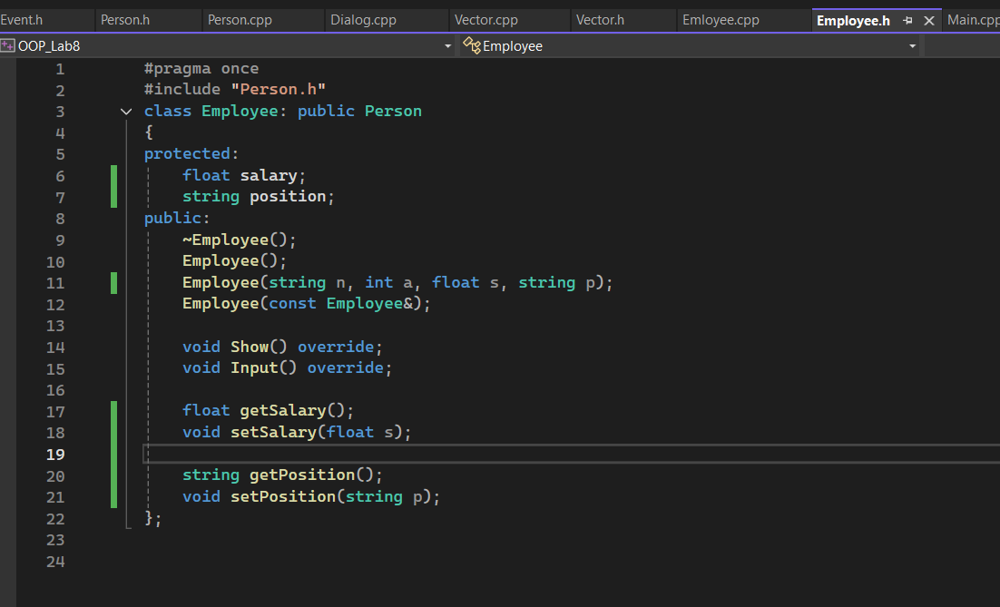 Event.h Person.h Person.cpp Dialog.cpp Vector.cpp Vector.h Emloyee.cpp Employee.h Main.cpp
OOP_Lab8 Employee
1 #pragma once
2 #include "Person.h"
3 class Employee: public Person
4 {
5 protected:
6 float salary;
7 string position;
8 public:
9 ~Employee();
10 Employee();
11 Employee(string n, int a, float s, string p);
12 Employee(const Employee&);
13
14 void Show() override;
15 void Input() override;
16
17 float getSalary();
18 void setSalary(float s);
19
20 string getPosition();
21 void setPosition(string p);
22 };
23
24